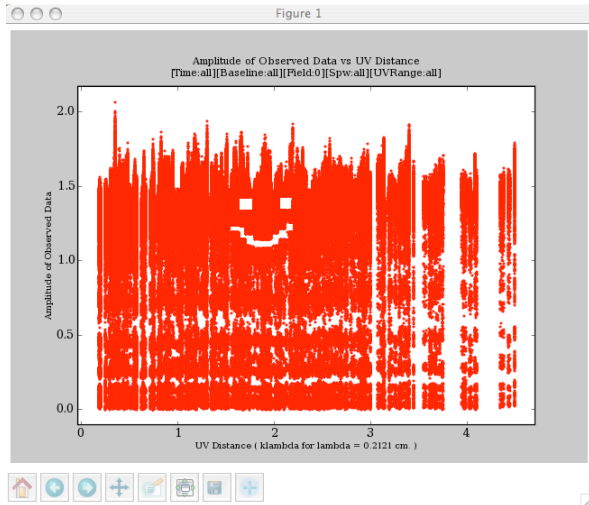 Figure 1
Amplitude of Observed Data vs UV Distance
[Time:all][Baseline:all][Field:0][Spw:all][UVRange:all]
2.0
1.5
1.0
0.5
0.0
Amplitude of Observed Data
0 1 2 3 4
UV Distance ( klambda for lambda = 0.2121 cm. )